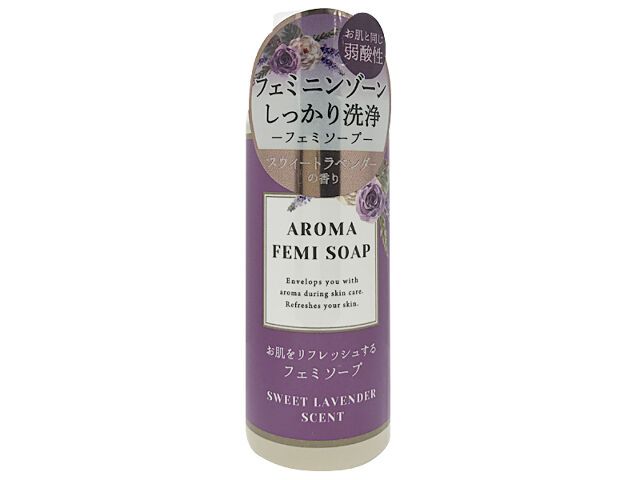 お肌と同じ
弱酸性
フェミニンゾーン
しっかり洗浄
ーフェミソープー
スウィートラベンダー
の香り
AROMA
FEMI SOAP
Envelops you with
aroma during skin care.
Refreshes your skin.
お肌をリフレッシュする
フェミソープ
SWEET LAVENDER
SCENT